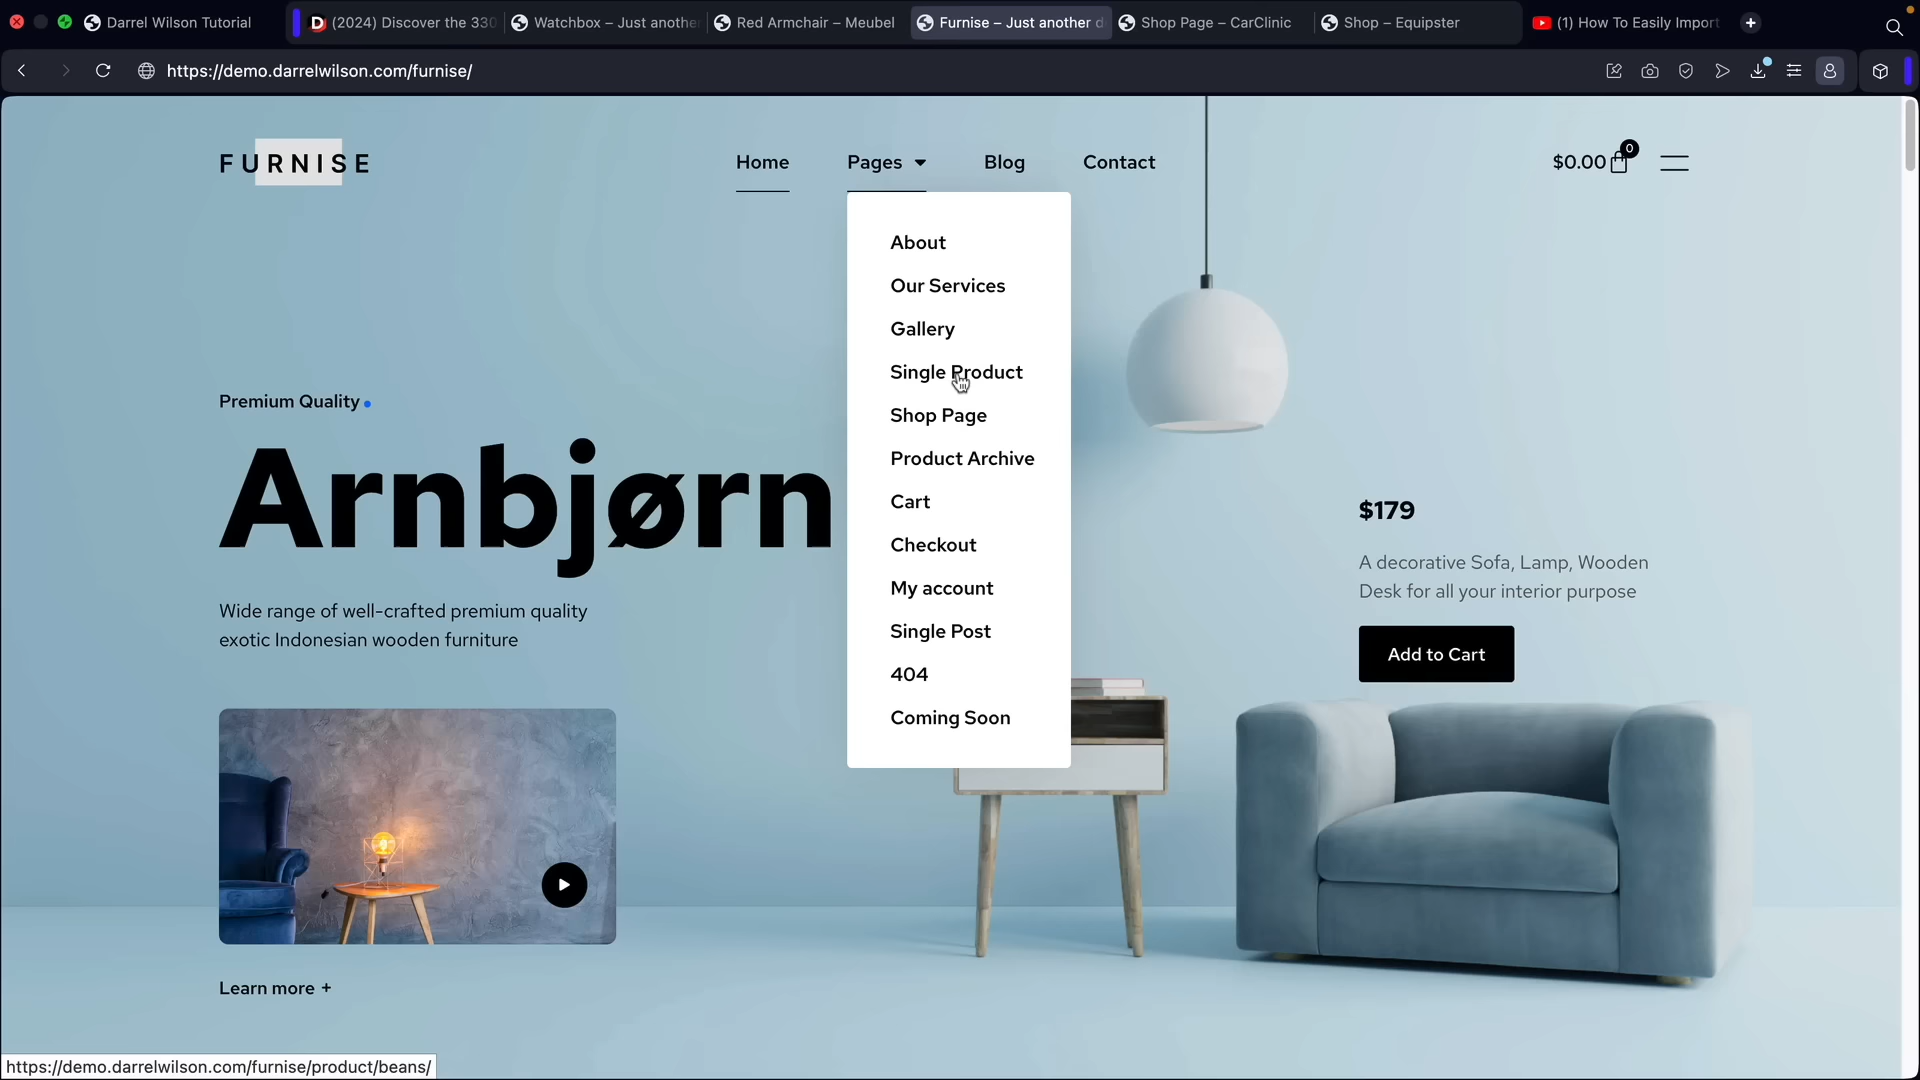 Darrel Wilson Tutorial
(2024) Discover the 330
Watchbox – Just anothe
Red Armchair – Meubel
Furnise – Just another d
Shop Page – CarClinic
Shop – Equipster
(1) How To Easily Import
https://demo.darrelwilson.com/furnise/
FURNISE
Home
Pages
Blog
Contact
$0.00
0
About
Our Services
Gallery
Single Product
Shop Page
Product Archive
Cart
Checkout
My account
Single Post
404
Coming Soon
Premium Quality
Arnbjørn
Wide range of well-crafted premium quality
exotic Indonesian wooden furniture
Learn more +
$179
A decorative Sofa, Lamp, Wooden
Desk for all your interior purpose
Add to Cart
https://demo.darrelwilson.com/furnise/product/beans/